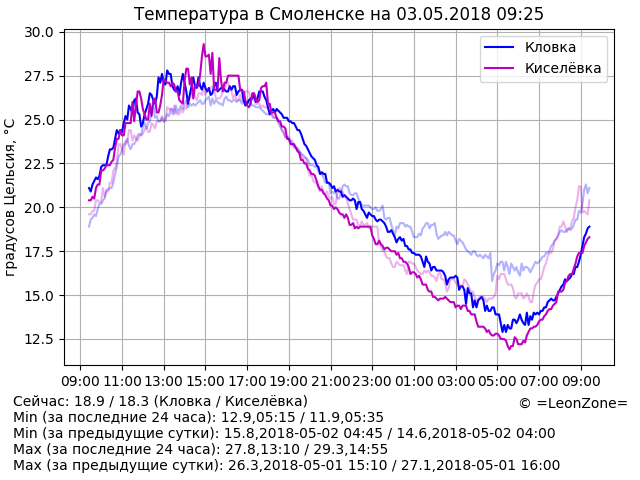 Температура в Смоленске на 03.05.2018 09:25
30.0
27.5
25.0
22.5
20.0
17.5
15.0
12.5
градусов Цельсия, °C
Кловка
Киселёвка
09:00 11:00 13:00 15:00 17:00 19:00 21:00 23:00 01:00 03:00 05:00 07:00 09:00
Сейчас: 18.9 / 18.3 (Кловка / Киселёвка)
© =LeonZone=
Min (за последние 24 часа): 12.9,05:15 / 11.9,05:35
Min (за предыдущие сутки): 15.8,2018-05-02 04:45 / 14.6,2018-05-02 04:00
Max (за последние 24 часа): 27.8,13:10 / 29.3,14:55
Max (за предыдущие сутки): 26.3,2018-05-01 15:10 / 27.1,2018-05-01 16:00